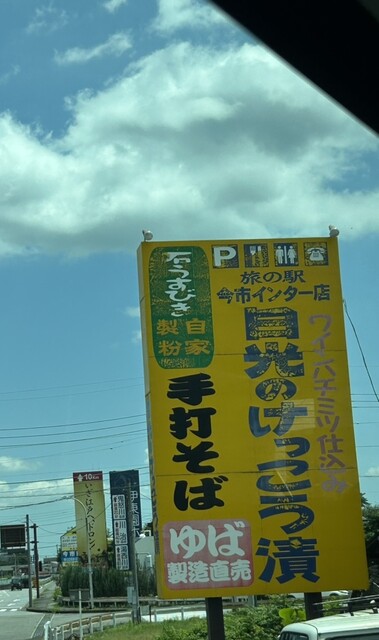 P
旅の駅
今市インター店
ワイン、ハチミツ仕込み
日光のけっこう漬
石うすびき
自家
製粉
手打そば
ゆば
製造直売
10km